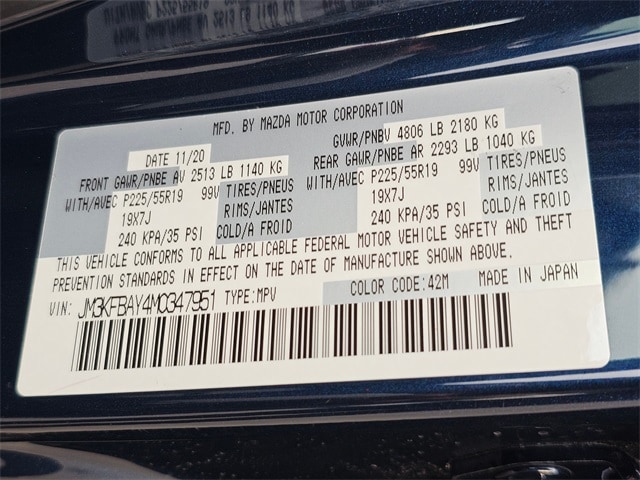 MFD. BY MAZDA MOTOR CORPORATION
DATE 11/20 GVWR/PNBV 4806 LB 2180 KG
FRONT GAWR/PNBE AV 2513 LB 1140 KG REAR GAWR/PNBE AR 2293 LB 1040 KG
WITH/AVEC P225/55R19 99V TIRES/PNEUS WITH/AVEC P225/55R19 99V TIRES/PNEUS
19X7J RIMS/JANTES 19X7J RIMS/JANTES
240 KPA/35 PSI COLD/A FROID 240 KPA/35 PSI COLD/A FROID
THIS VEHICLE CONFORMS TO ALL APPLICABLE FEDERAL MOTOR VEHICLE SAFETY AND THEFT
PREVENTION STANDARDS IN EFFECT ON THE DATE OF MANUFACTURE SHOWN ABOVE.
VIN: JM3KFBAY4M0347951 TYPE:MPV COLOR CODE:42M MADE IN JAPAN